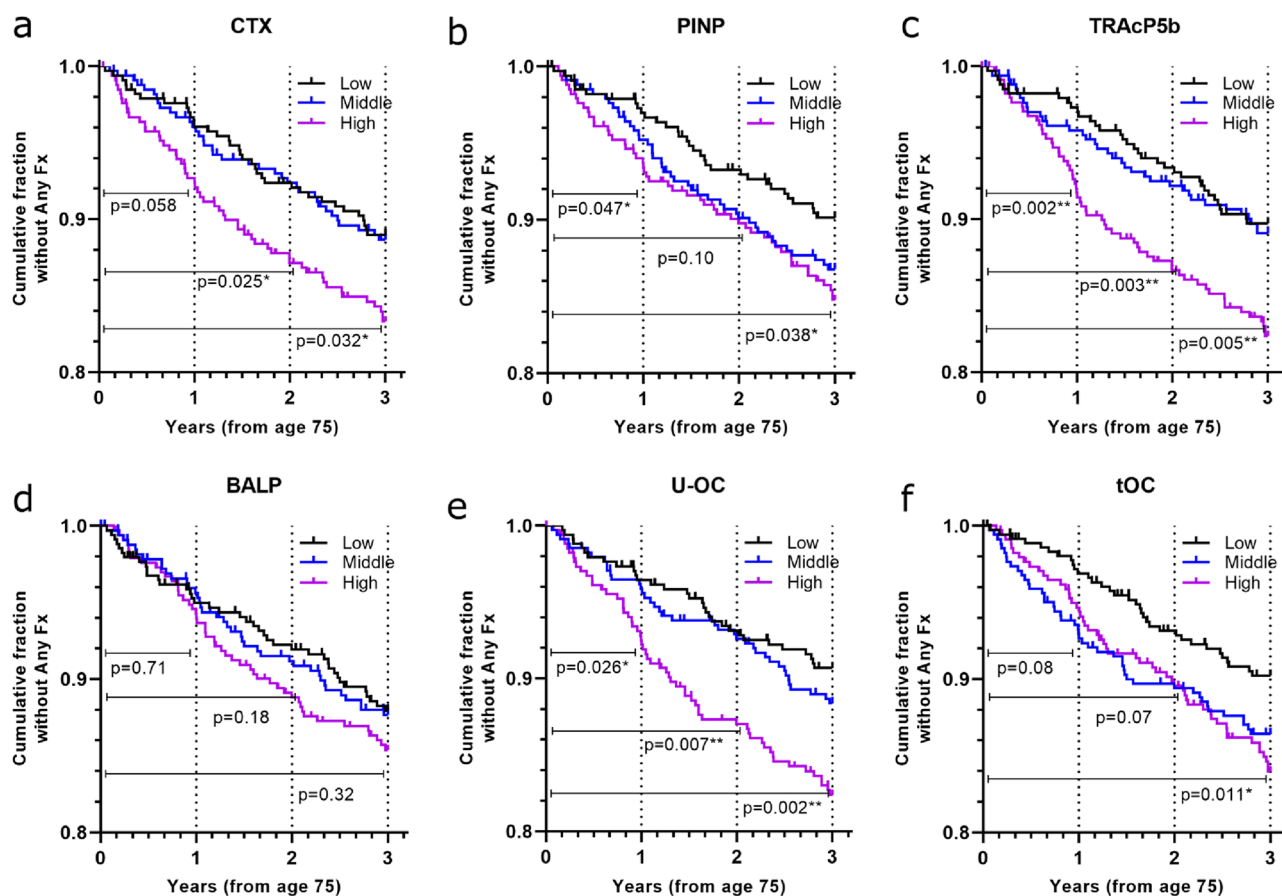 a
CTX
1.0
0.9
0.8
Cumulative fraction
without Any Fx
Low
Middle
High
p=0.058
p=0.025*
p=0.032*
0
1
2
3
Years (from age 75)
b
PINP
1.0
0.9
0.8
Cumulative fraction
without Any Fx
Low
Middle
High
p=0.047*
p=0.10
p=0.038*
0
1
2
3
Years (from age 75)
c
TRAcP5b
1.0
0.9
0.8
Cumulative fraction
without Any Fx
Low
Middle
High
p=0.002**
p=0.003**
p=0.005**
0
1
2
3
Years (from age 75)
d
BALP
1.0
0.9
0.8
Cumulative fraction
without Any Fx
Low
Middle
High
p=0.71
p=0.18
p=0.32
0
1
2
3
Years (from age 75)
e
U-OC
1.0
0.9
0.8
Cumulative fraction
without Any Fx
Low
Middle
High
p=0.026*
p=0.007**
p=0.002**
0
1
2
3
Years (from age 75)
f
tOC
1.0
0.9
0.8
Cumulative fraction
without Any Fx
Low
Middle
High
p=0.08
p=0.07
p=0.011*
0
1
2
3
Years (from age 75)